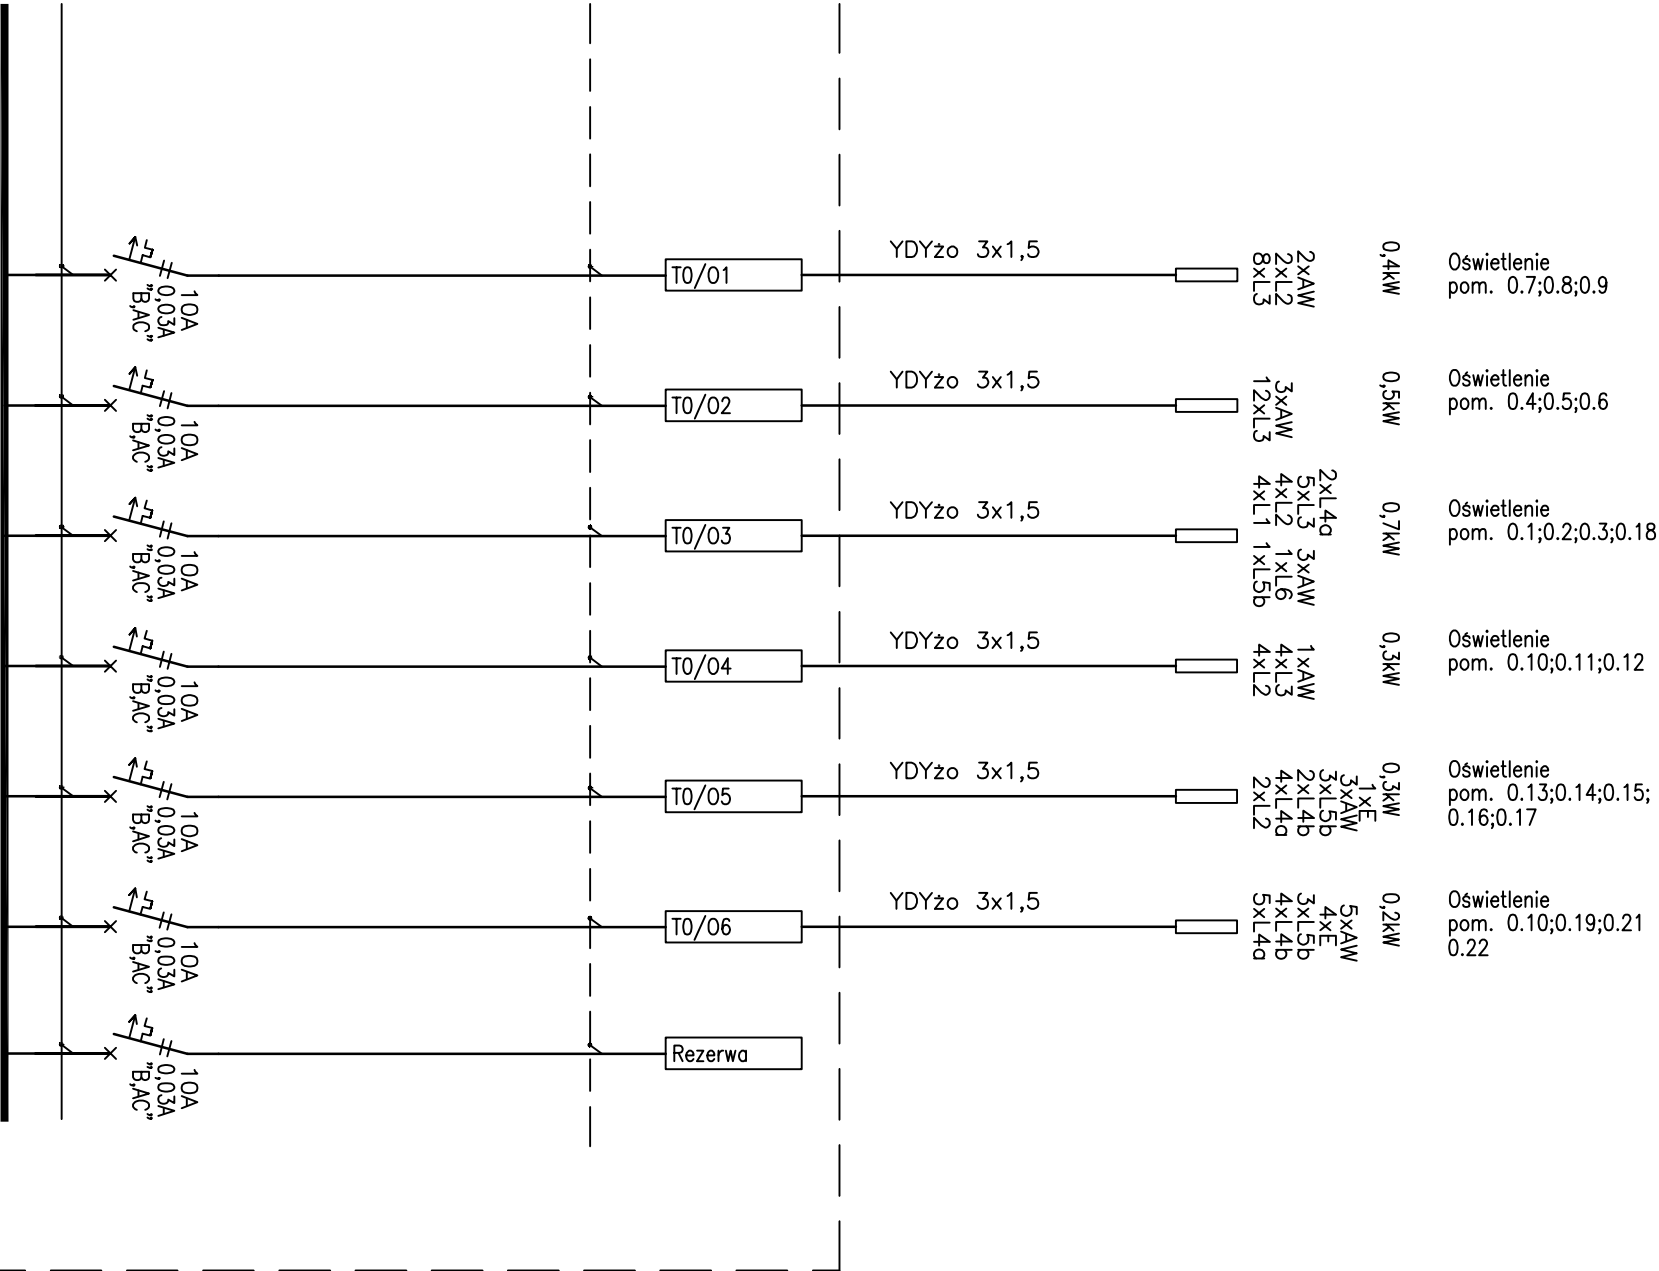 10A
0,03A
"B,AC"
T0/01
YDYżo 3x1,5
2xAW
2xL2
8xL3
0,4kW
Oświetlenie
pom. 0.7;0.8;0.9
10A
0,03A
"B,AC"
T0/02
YDYżo 3x1,5
3xAW
12xL3
0,5kW
Oświetlenie
pom. 0.4;0.5;0.6
10A
0,03A
"B,AC"
T0/03
YDYżo 3x1,5
2xL4a
5xL3 3xAW
4xL2 1xL6
4xL1 1xL5b
0,7kW
Oświetlenie
pom. 0.1;0.2;0.3;0.18
10A
0,03A
"B,AC"
T0/04
YDYżo 3x1,5
1xAW
4xL3
4xL2
0,3kW
Oświetlenie
pom. 0.10;0.11;0.12
10A
0,03A
"B,AC"
T0/05
YDYżo 3x1,5
1xE
3xAW
3xL5b
2xL4b
4xL4a
2xL2
0,3kW
Oświetlenie
pom. 0.13;0.14;0.15;
0.16;0.17
10A
0,03A
"B,AC"
T0/06
YDYżo 3x1,5
5xAW
4xE
3xL5b
4xL4b
5xL4a
0,2kW
Oświetlenie
pom. 0.10;0.19;0.21
0.22
10A
0,03A
"B,AC"
Rezerwa